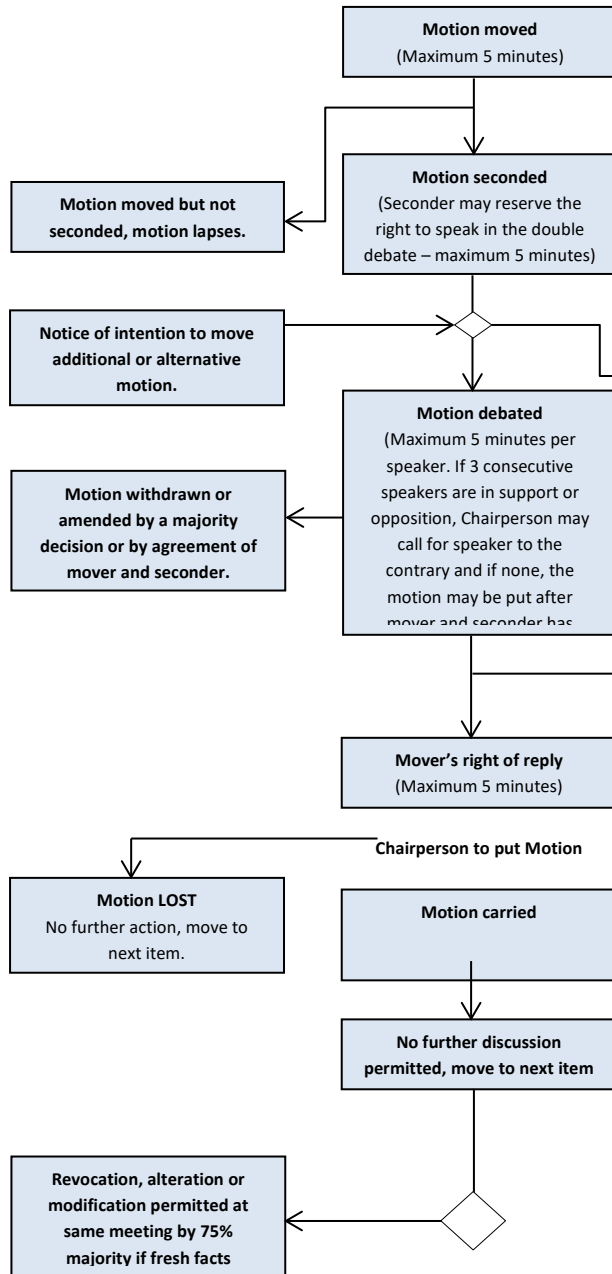 Motion moved
(Maximum 5 minutes)
Motion seconded
(Seconder may reserve the
right to speak in the double
debate – maximum 5 minutes)
Motion moved but not
seconded, motion lapses.
Notice of intention to move
additional or alternative
motion.
Motion debated
(Maximum 5 minutes per
speaker. If 3 consecutive
speakers are in support or
opposition, Chairperson may
call for speaker to the
contrary and if none, the
motion may be put after
mover and seconder has
Motion withdrawn or
amended by a majority
decision or by agreement of
mover and seconder.
Mover’s right of reply
(Maximum 5 minutes)
Chairperson to put Motion
Motion LOST
No further action, move to
next item.
Motion carried
No further discussion
permitted, move to next item
Revocation, alteration or
modification permitted at
same meeting by 75%
majority if fresh facts